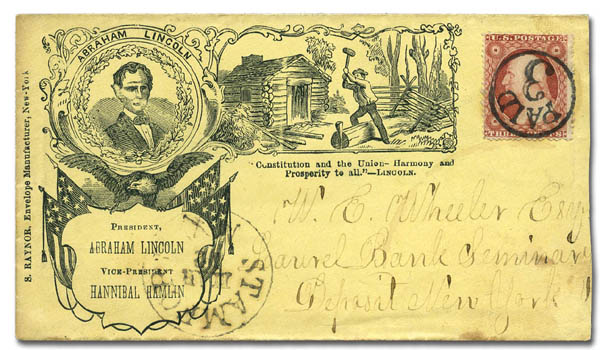 S. RAYNOR, Envelope Manufacturer, New-York
ABRAHAM LINCOLN
"Constitution and the Union-Harmony and
Prosperity to all."—LINCOLN.
PRESIDENT,
ABRAHAM LINCOLN
VICE-PRESIDENT
HANNIBAL HAMLIN
U.S. POSTAGE
THREE CENTS
PAID
3
STAM
W. E. Wheeler Esq
Laurel Bank Seminary
Deposit New York